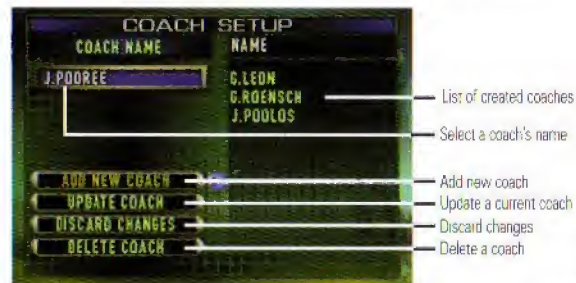 COACH SETUP
COACH NAME
NAME
J.POOREE
G.LEON
G.ROENSCH
J.POOLOS
ADD NEW COACH
UPDATE COACH
DISCARD CHANGES
DELETE COACH
List of created coaches
Select a coach's name
Add new coach
Update a current coach
Discard changes
Delete a coach